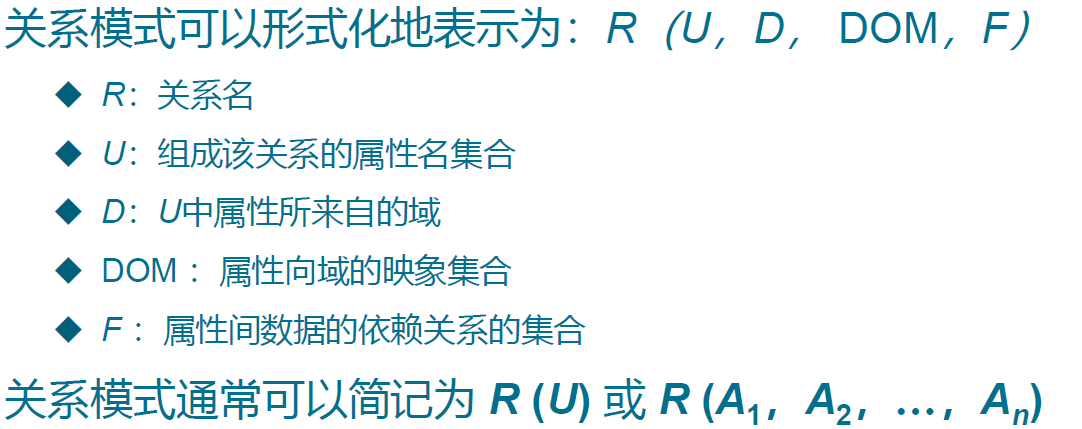 关系模式可以形式化地表示为：R（U，D， DOM，F）
◆ R：关系名
◆ U：组成该关系的属性名集合
◆ D：U中属性所来自的域
◆ DOM ：属性向域的映象集合
◆ F ：属性间数据的依赖关系的集合
关系模式通常可以简记为 R (U) 或 R (A₁，A₂，…，Aₙ)